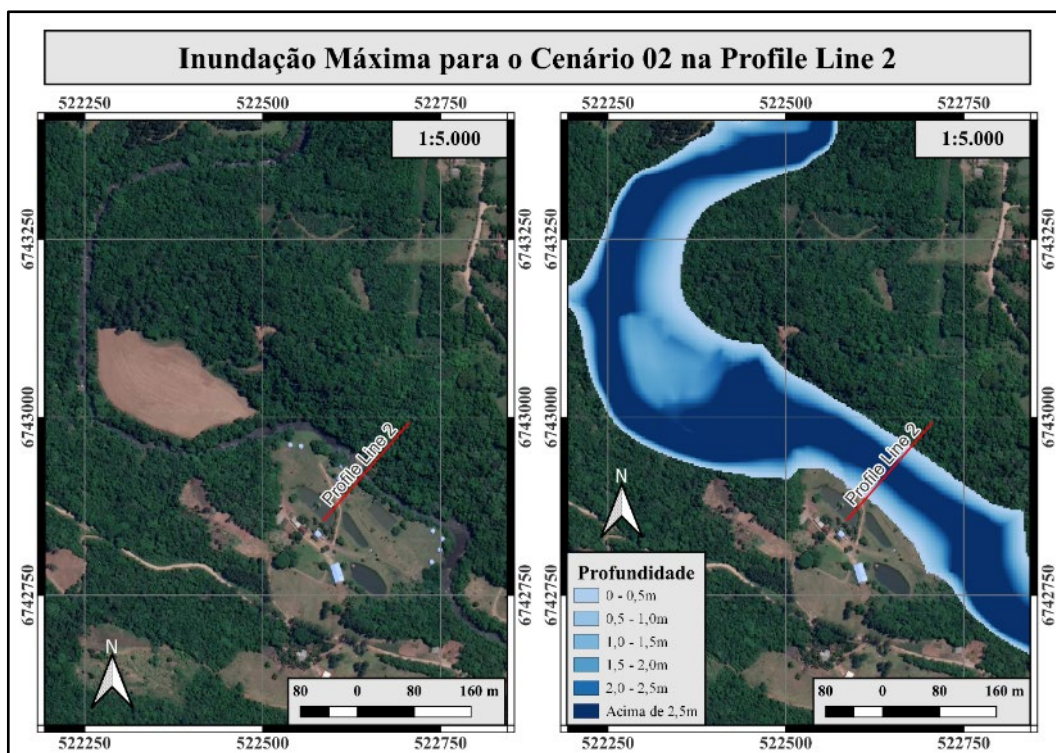 Inundação Máxima para o Cenário 02 na Profile Line 2
522250 522500 522750
1:5.000
6743250
6743000
6742750
6743250
6743000
6742750
Profile Line 2
N
80 0 80 160 m
522250 522500 522750
522250 522500 522750
1:5.000
6743250
6743000
6742750
6743250
6743000
6742750
Profile Line 2
N
Profundidade
0 - 0,5m
0,5 - 1,0m
1,0 - 1,5m
1,5 - 2,0m
2,0 - 2,5m
Acima de 2,5m
80 0 80 160 m
522250 522500 522750